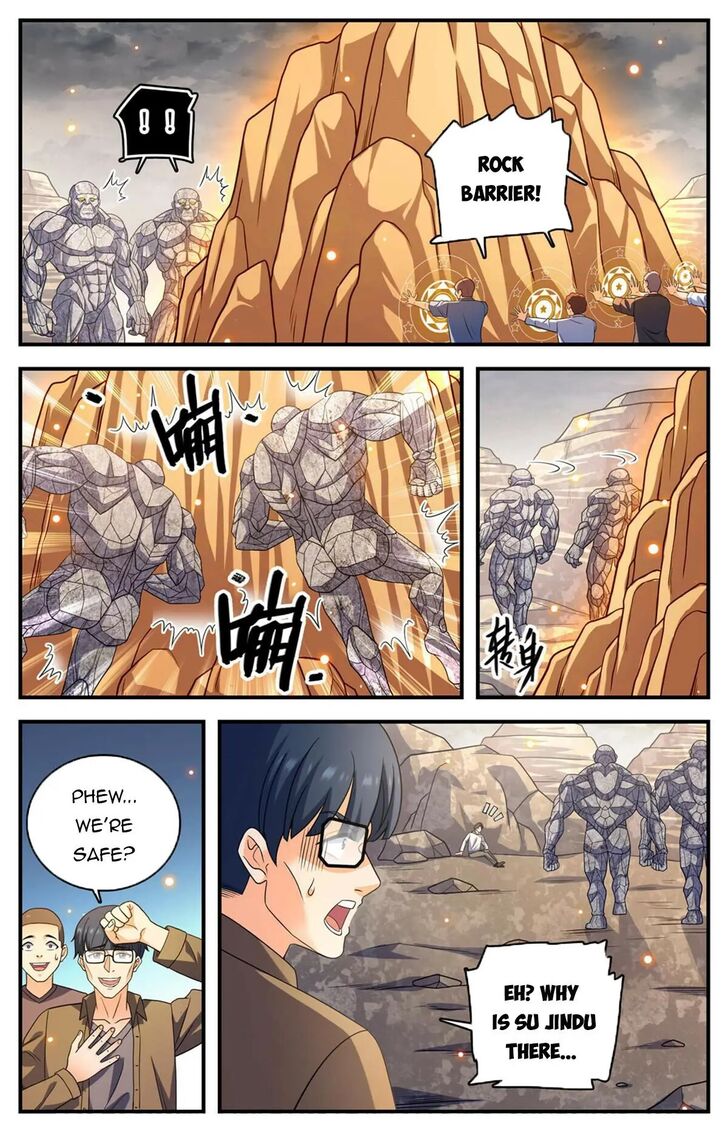 !!
ROCK
BARRIER!
嘣
嘣
转身
PHEW...
WE'RE
SAFE?
EH? WHY
IS SU JINDU
THERE...